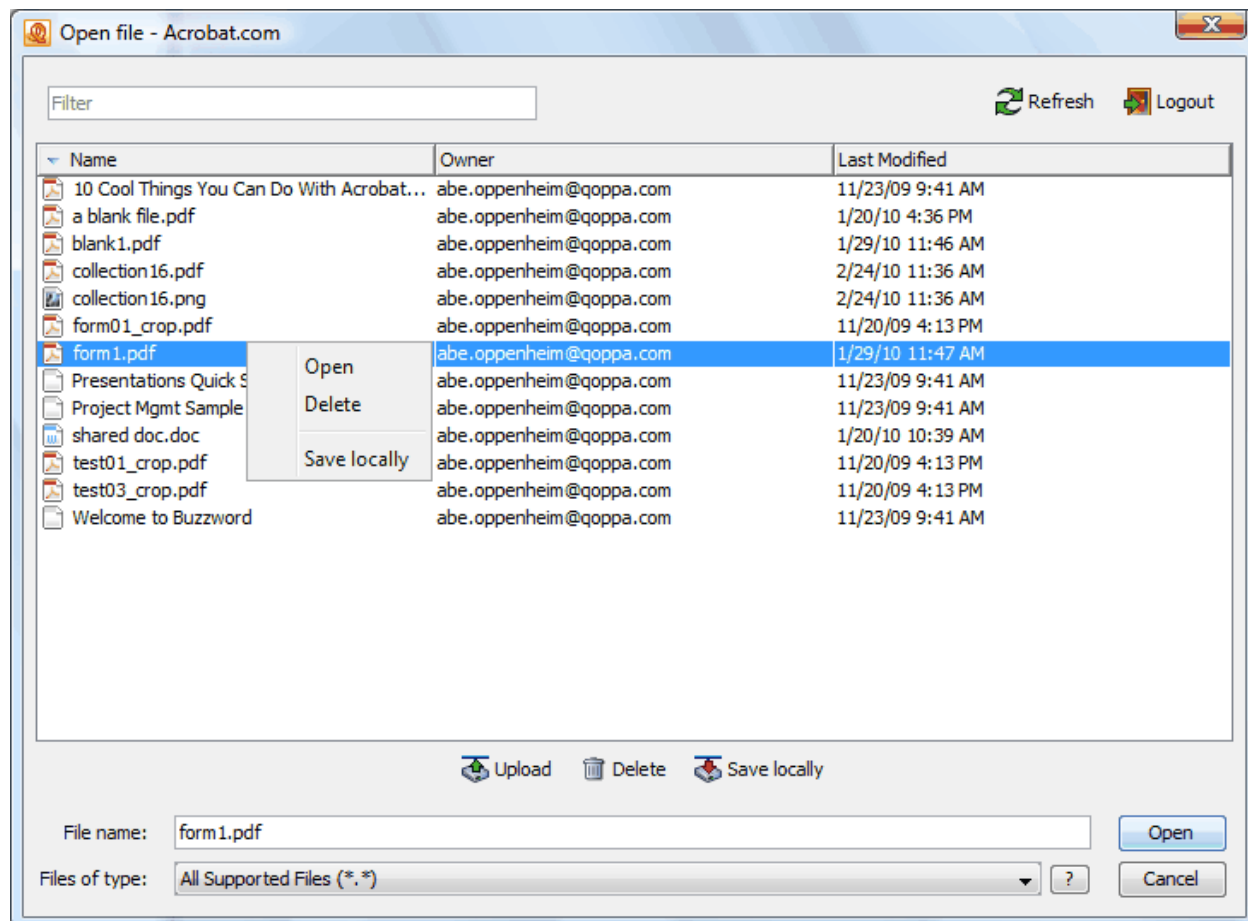 Open file - Acrobat.com
Filter
Refresh Logout
Name Owner Last Modified
10 Cool Things You Can Do With Acrobat... abe.oppenheim@qoppa.com 11/23/09 9:41 AM
a blank file.pdf abe.oppenheim@qoppa.com 1/20/10 4:36 PM
blank1.pdf abe.oppenheim@qoppa.com 1/29/10 11:46 AM
collection16.pdf abe.oppenheim@qoppa.com 2/24/10 11:36 AM
collection16.png abe.oppenheim@qoppa.com 2/24/10 11:36 AM
form01_crop.pdf abe.oppenheim@qoppa.com 11/20/09 4:13 PM
form1.pdf abe.oppenheim@qoppa.com 1/29/10 11:47 AM
Open
Presentations Quick S abe.oppenheim@qoppa.com 11/23/09 9:41 AM
Project Mgmt Sample Delete abe.oppenheim@qoppa.com 11/23/09 9:41 AM
shared doc.doc abe.oppenheim@qoppa.com 1/20/10 10:39 AM
test01_crop.pdf Save locally abe.oppenheim@qoppa.com 11/20/09 4:13 PM
test03_crop.pdf abe.oppenheim@qoppa.com 11/20/09 4:13 PM
Welcome to Buzzword abe.oppenheim@qoppa.com 11/23/09 9:41 AM
Upload Delete Save locally
File name: form1.pdf Open
Files of type: All Supported Files (*.*) ? Cancel